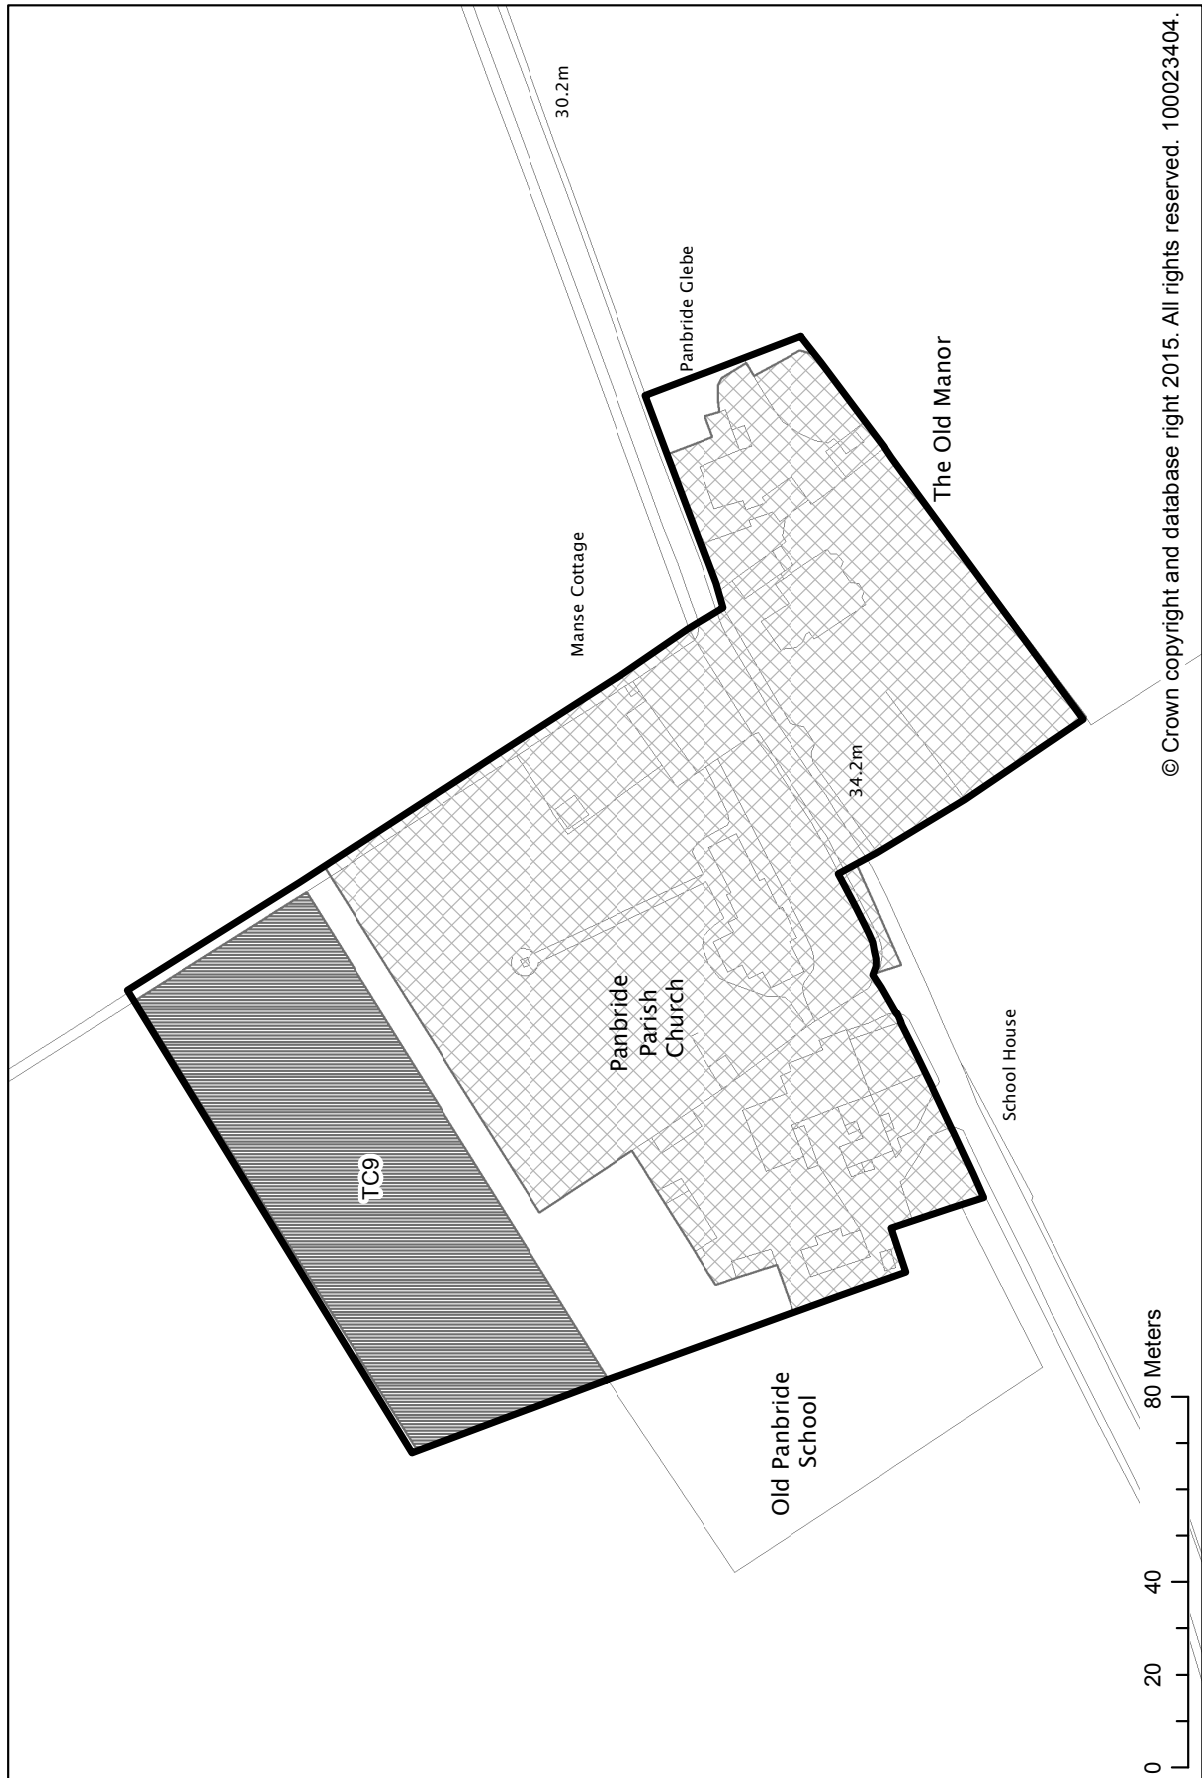 30.2m
Panbride Glebe
The Old Manor
Manse Cottage
34.2m
TC9
Panbride
Parish
Church
School House
Old Panbride
School
0 20 40 80 Meters
© Crown copyright and database right 2015. All rights reserved. 100023404.